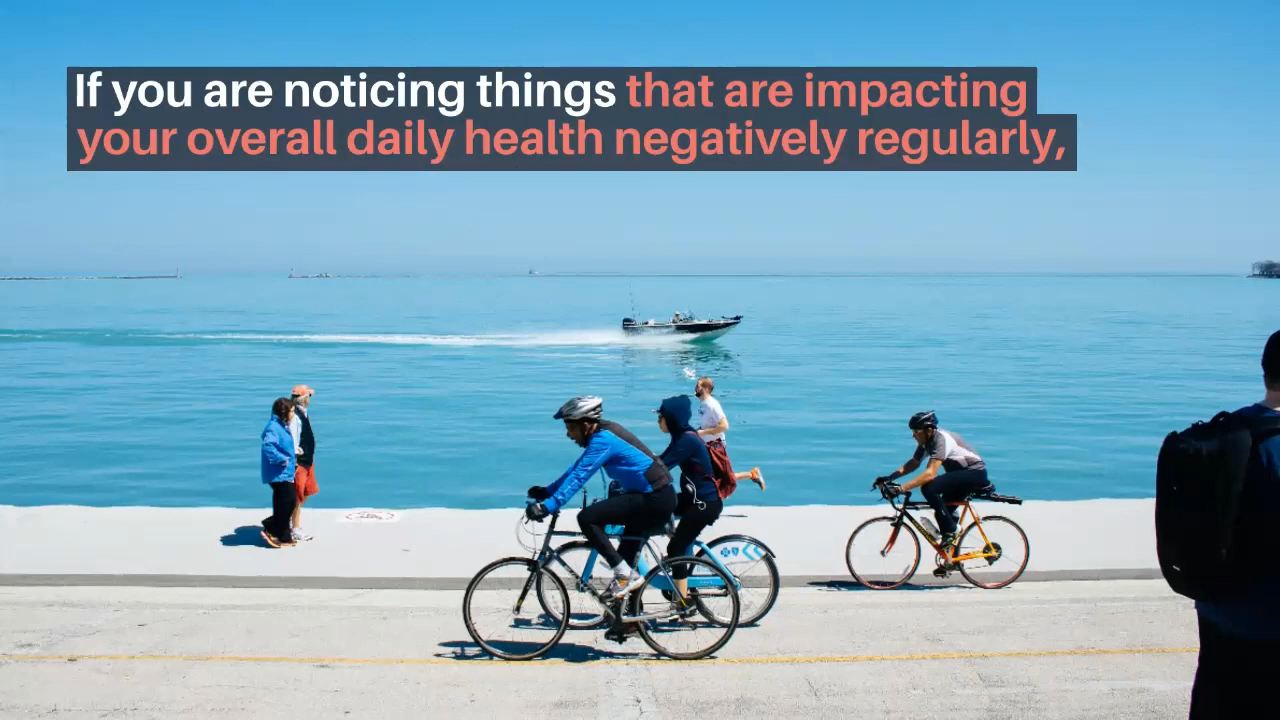 If you are noticing things that are impacting
your overall daily health negatively regularly,